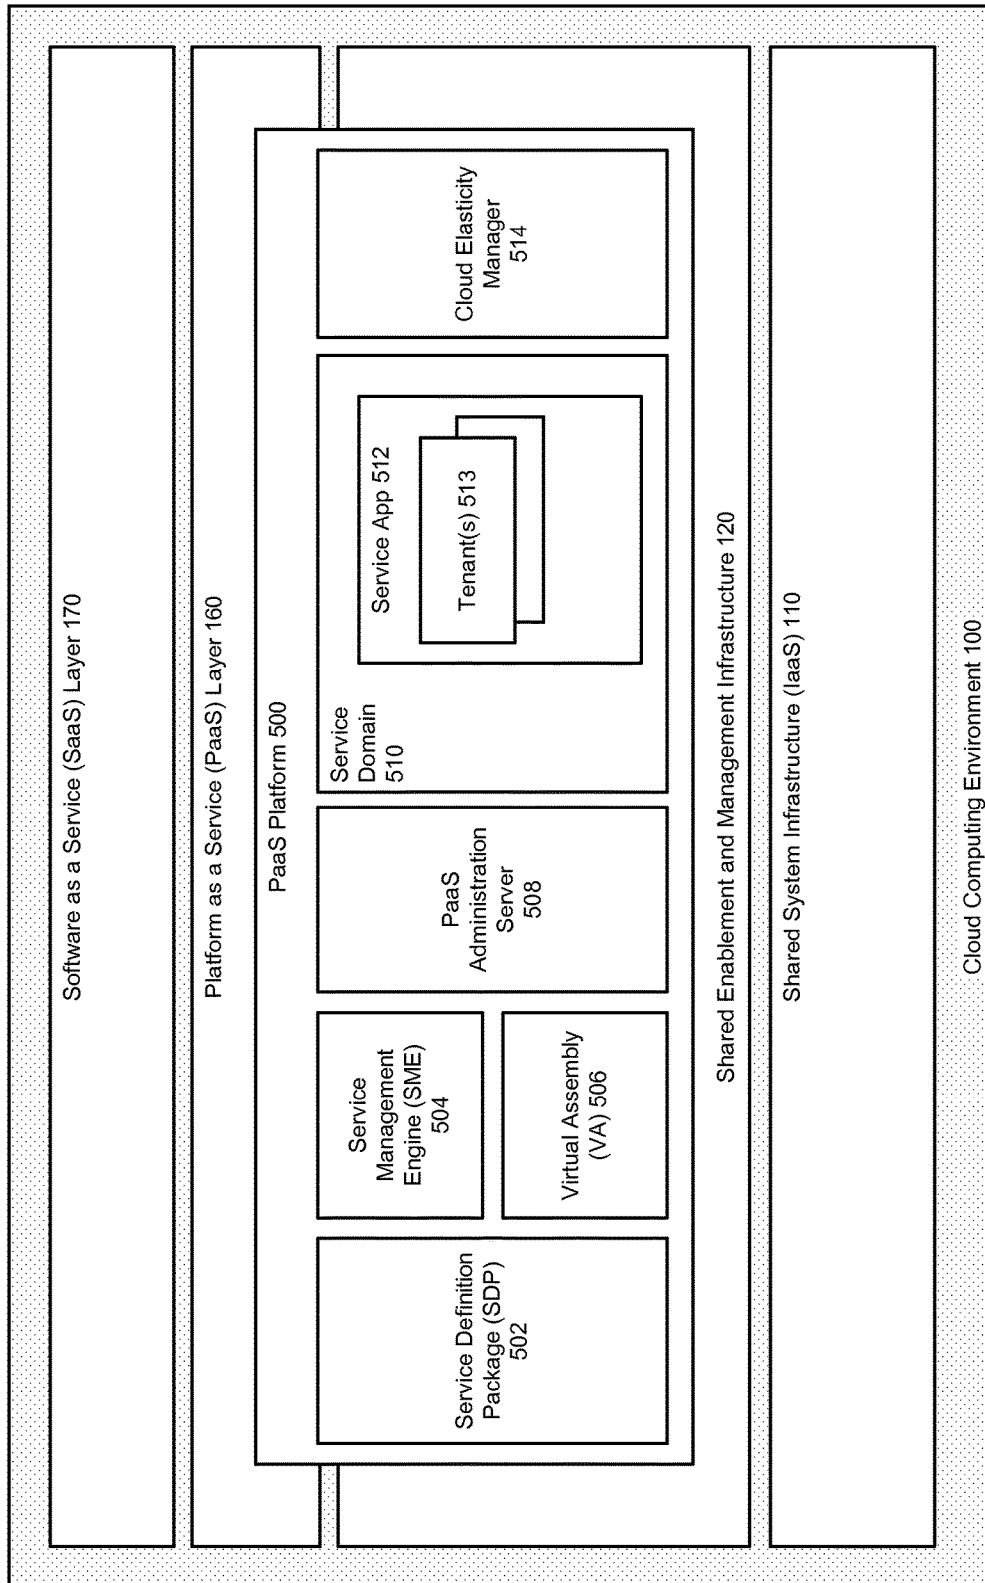 Software as a Service (SaaS) Layer 170
Platform as a Service (PaaS) Layer 160
PaaS Platform 500
Service Definition
Package (SDP)
502
Service
Management
Engine (SME)
504
Virtual Assembly
(VA) 506
PaaS
Administration
Server
508
Service
Domain
510
Service App 512
Tenant(s) 513
Cloud Elasticity
Manager
514
Shared Enablement and Management Infrastructure 120
Shared System Infrastructure (IaaS) 110
Cloud Computing Environment 100